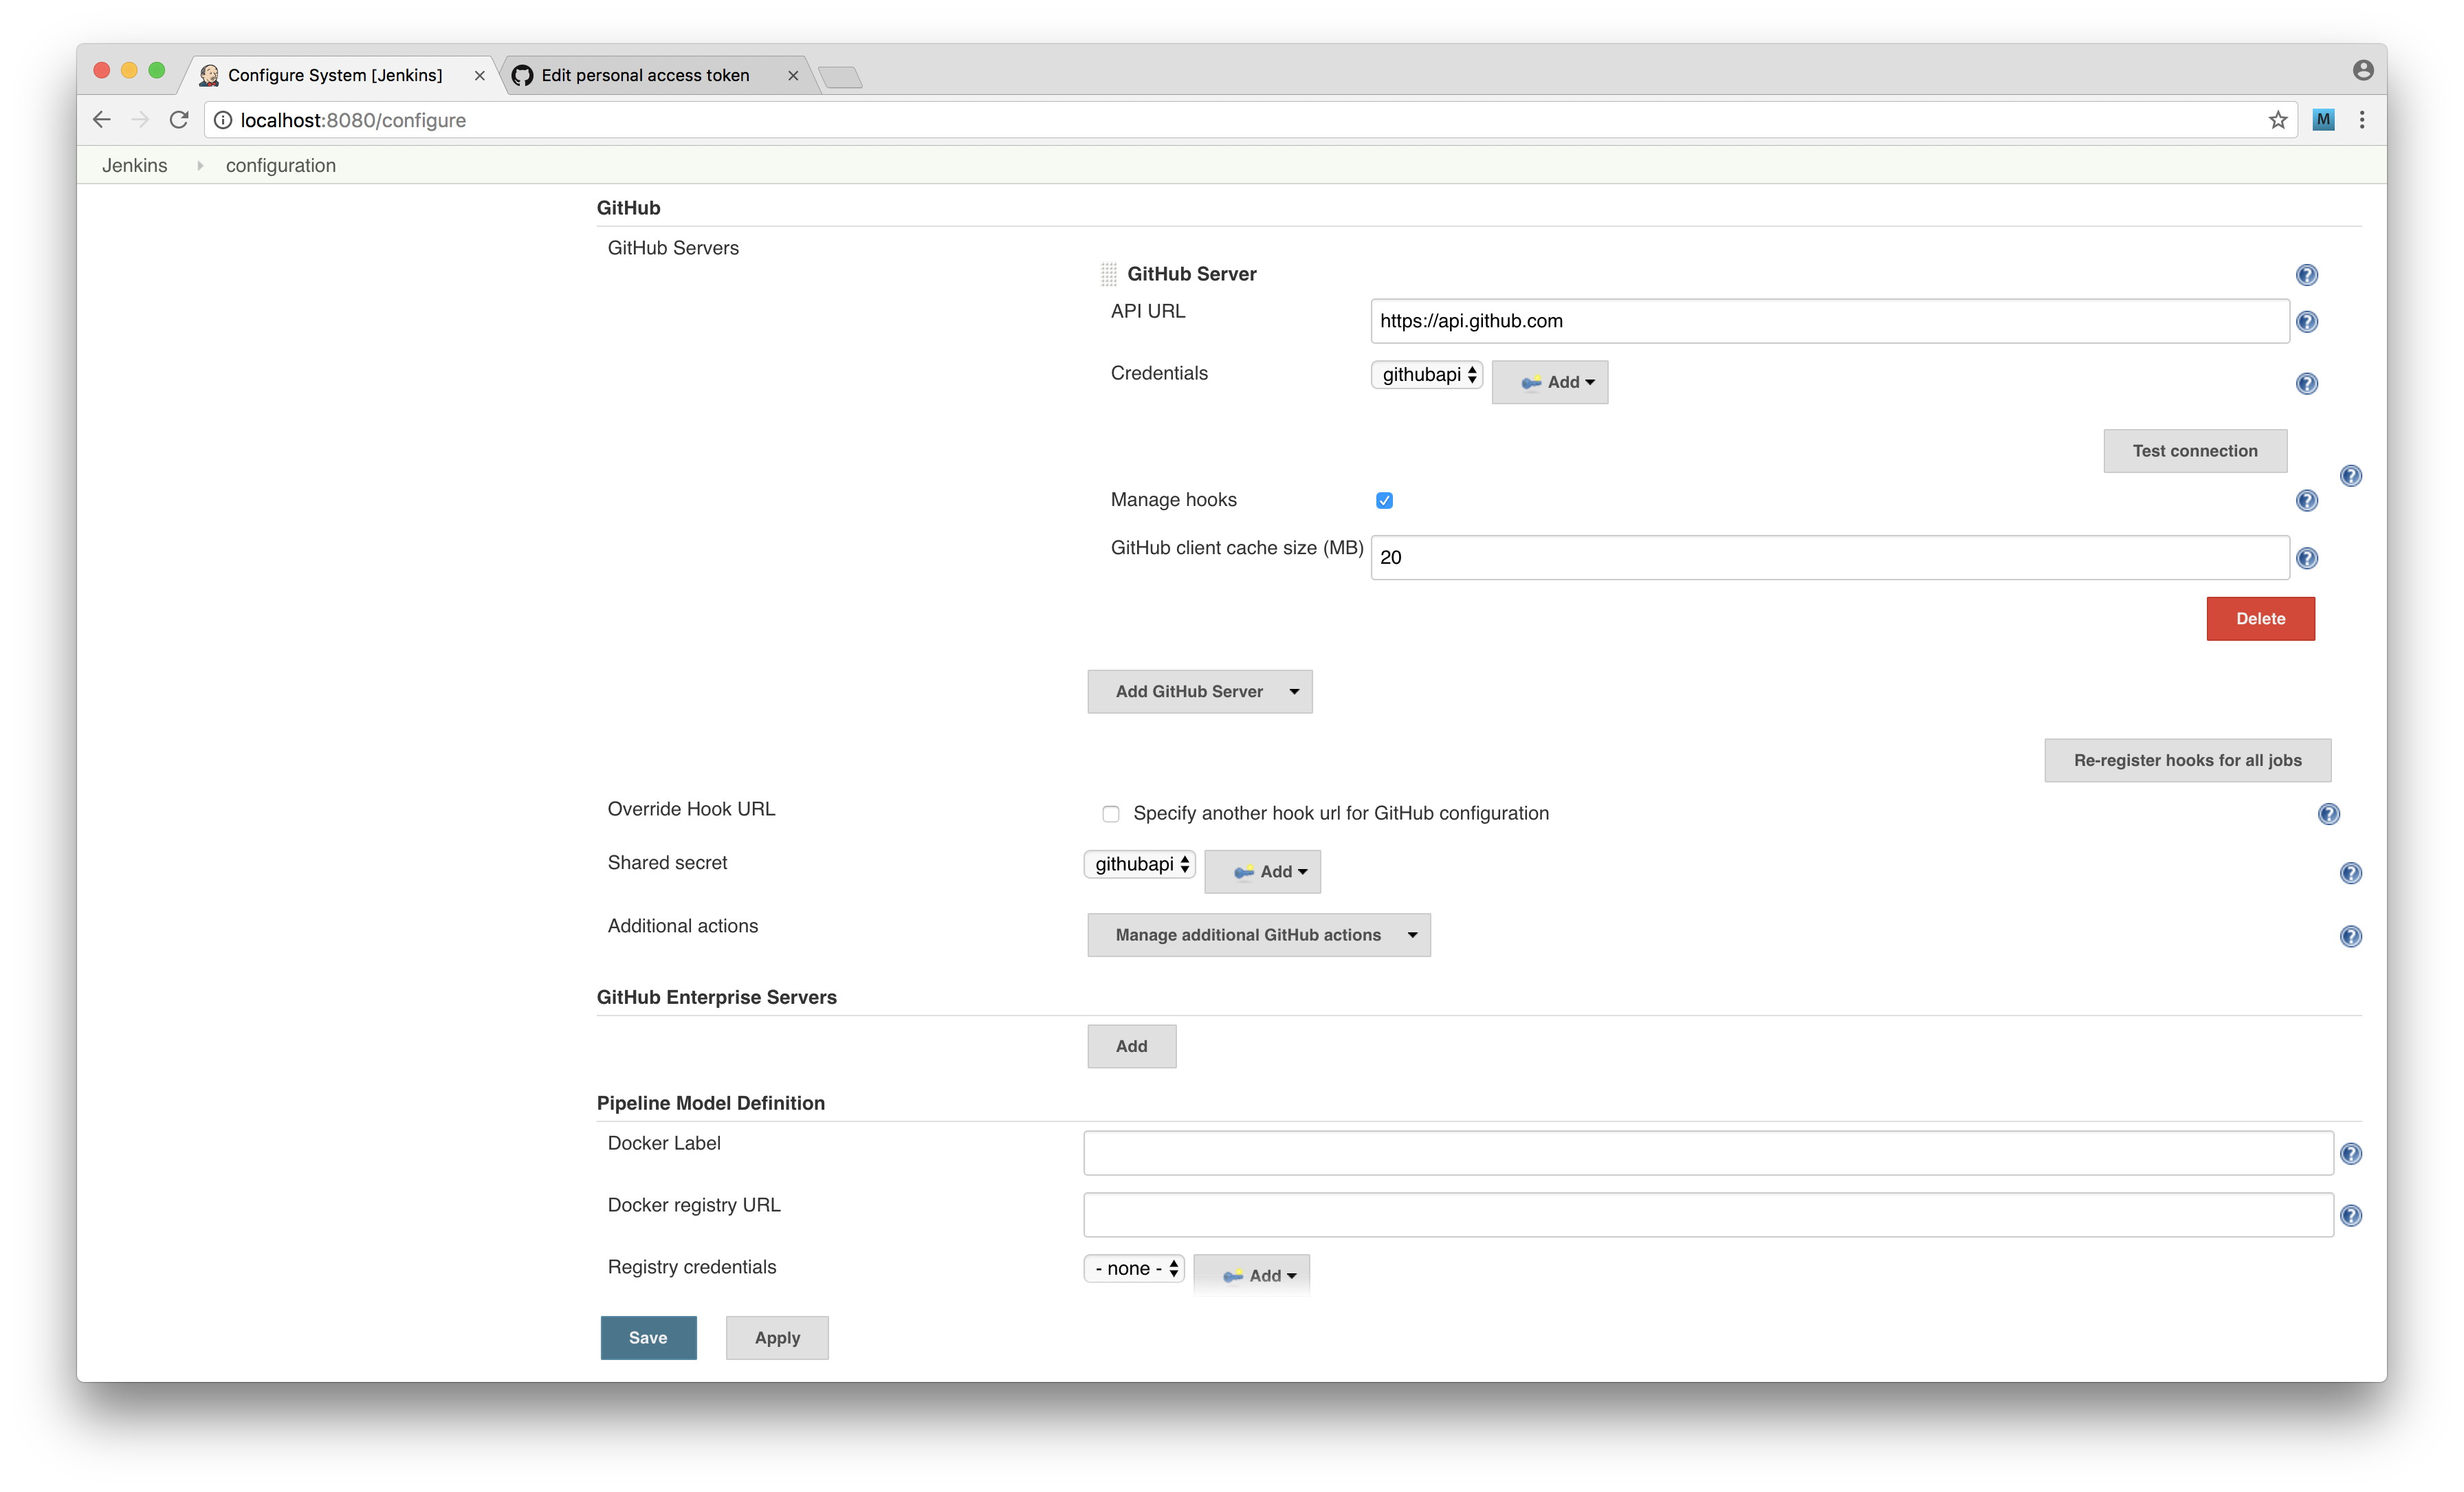 Configure System [Jenkins]
Edit personal access token
localhost:8080/configure
M
Jenkins
configuration
GitHub
GitHub Servers
GitHub Server
API URL
https://api.github.com
Credentials
githubapi
Add
Test connection
Manage hooks
GitHub client cache size (MB)
20
Delete
Add GitHub Server
Re-register hooks for all jobs
Override Hook URL
Specify another hook url for GitHub configuration
Shared secret
githubapi
Add
Additional actions
Manage additional GitHub actions
GitHub Enterprise Servers
Add
Pipeline Model Definition
Docker Label
Docker registry URL
Registry credentials
- none -
Add
Save
Apply